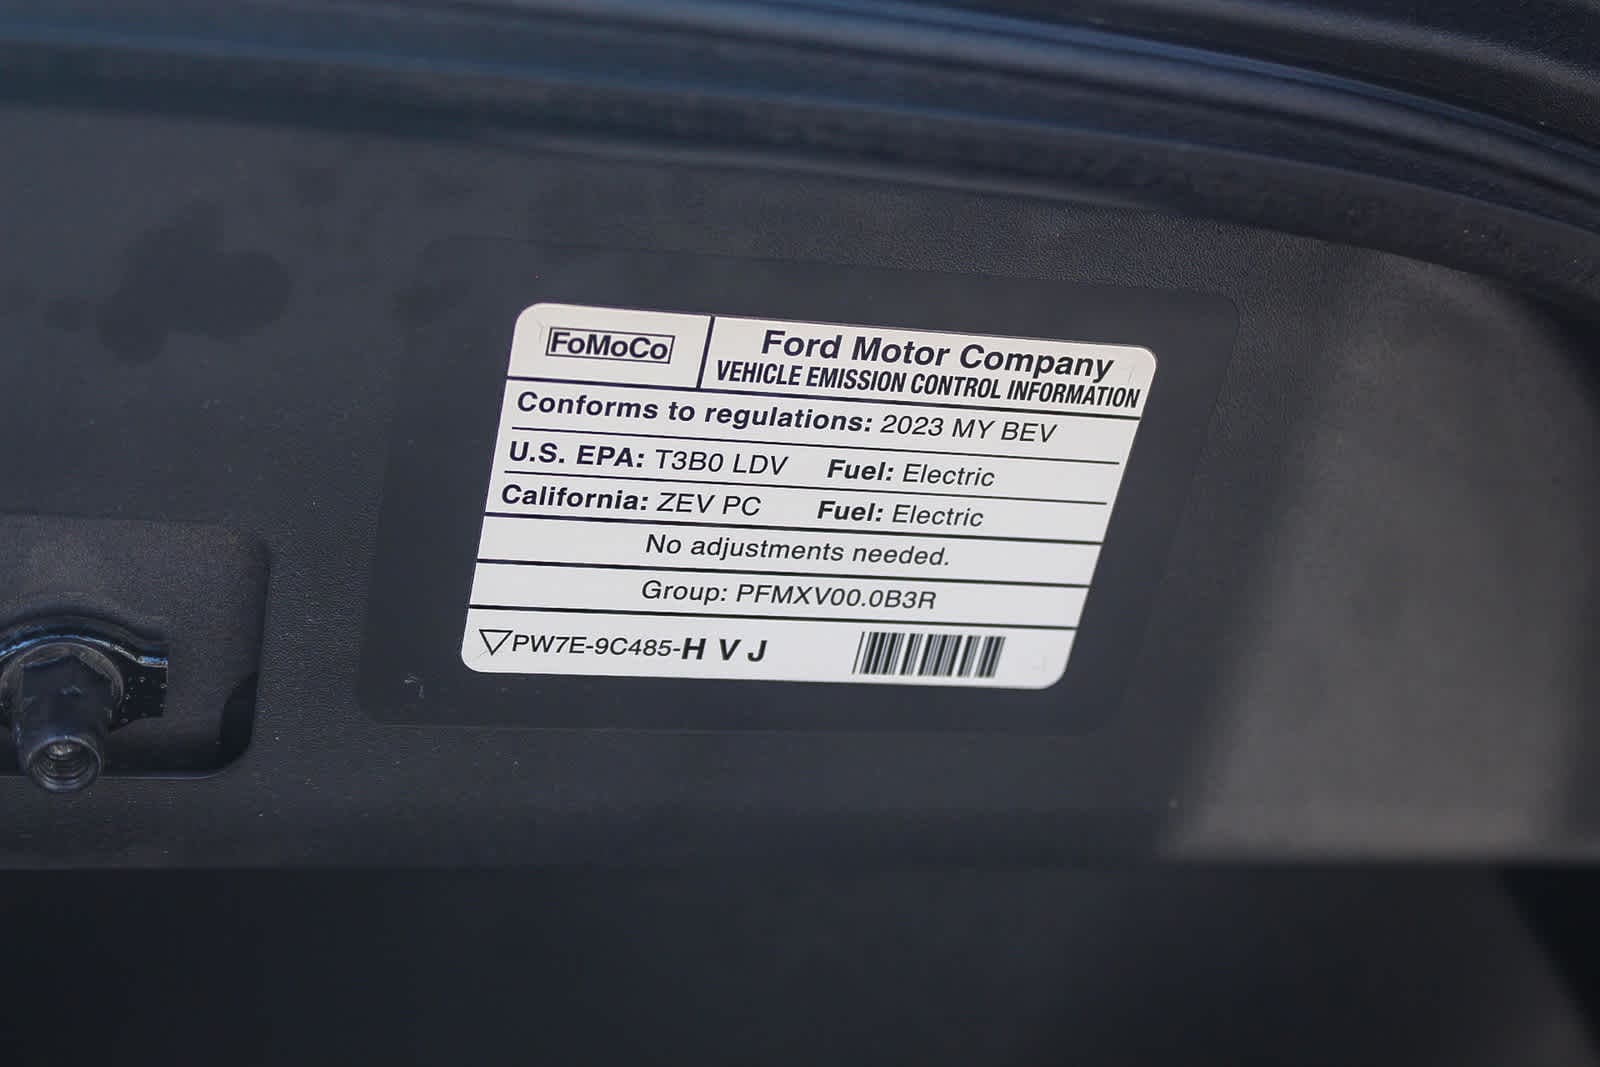 FoMoCo
Ford Motor Company
VEHICLE EMISSION CONTROL INFORMATION
Conforms to regulations: 2023 MY BEV
U.S. EPA: T3B0 LDV Fuel: Electric
California: ZEV PC Fuel: Electric
No adjustments needed.
Group: PFMXV00.0B3R
PW7E-9C485-H V J